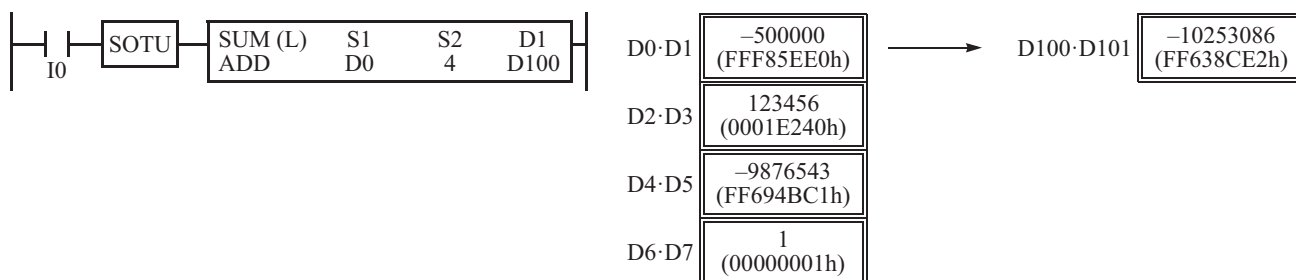 SOTU
I0
SUM (L) S1 S2 D1
ADD D0 4 D100
D0·D1
–500000
(FFF85EE0h)
D100·D101
–10253086
(FF638CE2h)
D2·D3
123456
(0001E240h)
D4·D5
–9876543
(FF694BC1h)
D6·D7
1
(00000001h)